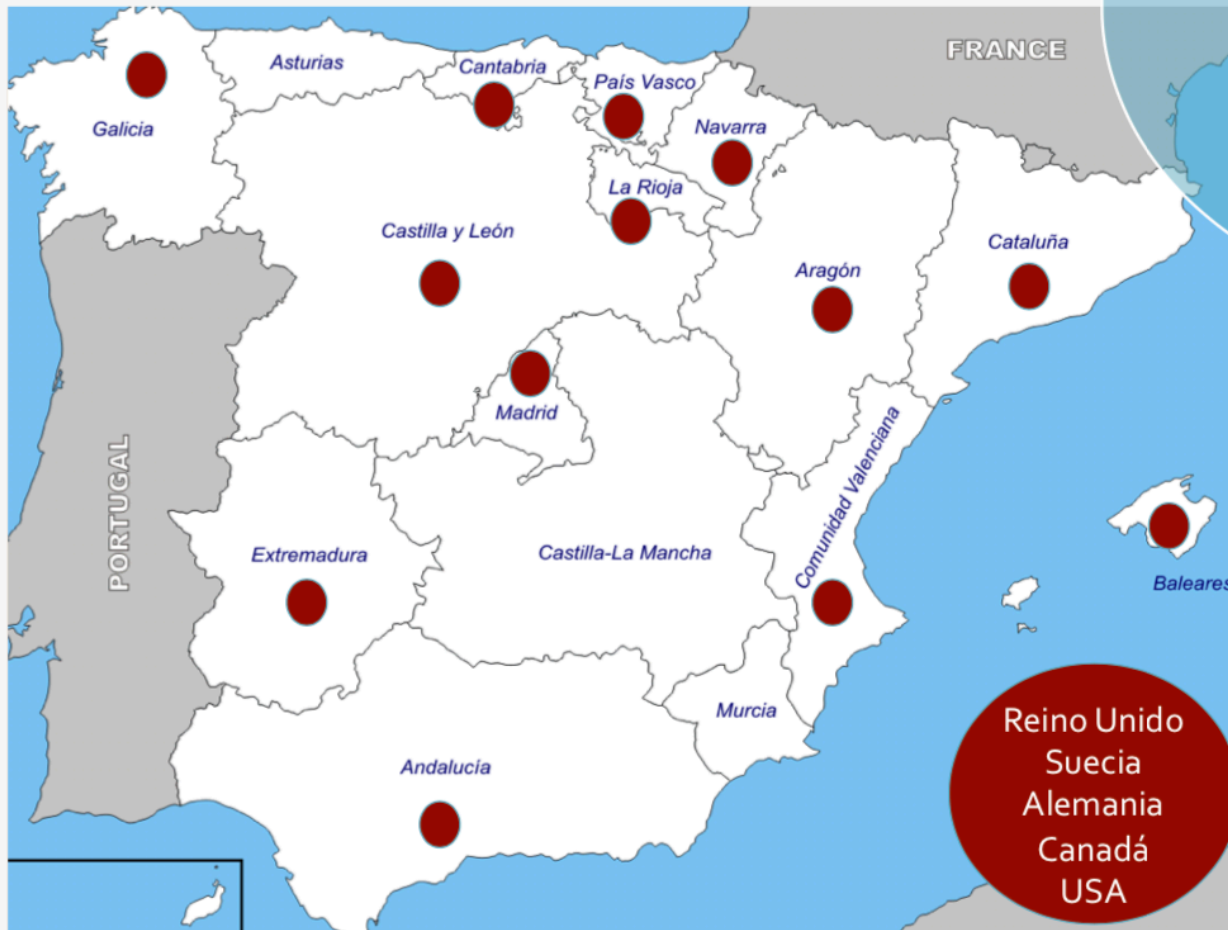 FRANCE
Asturias
Cantabria
País Vasco
Galicia
Navarra
La Rioja
Castilla y León
Cataluña
Aragón
Madrid
Comunidad Valenciana
PORTUGAL
Extremadura
Castilla-La Mancha
Baleares
Murcia
Andalucía
Reino Unido
Suecia
Alemania
Canadá
USA